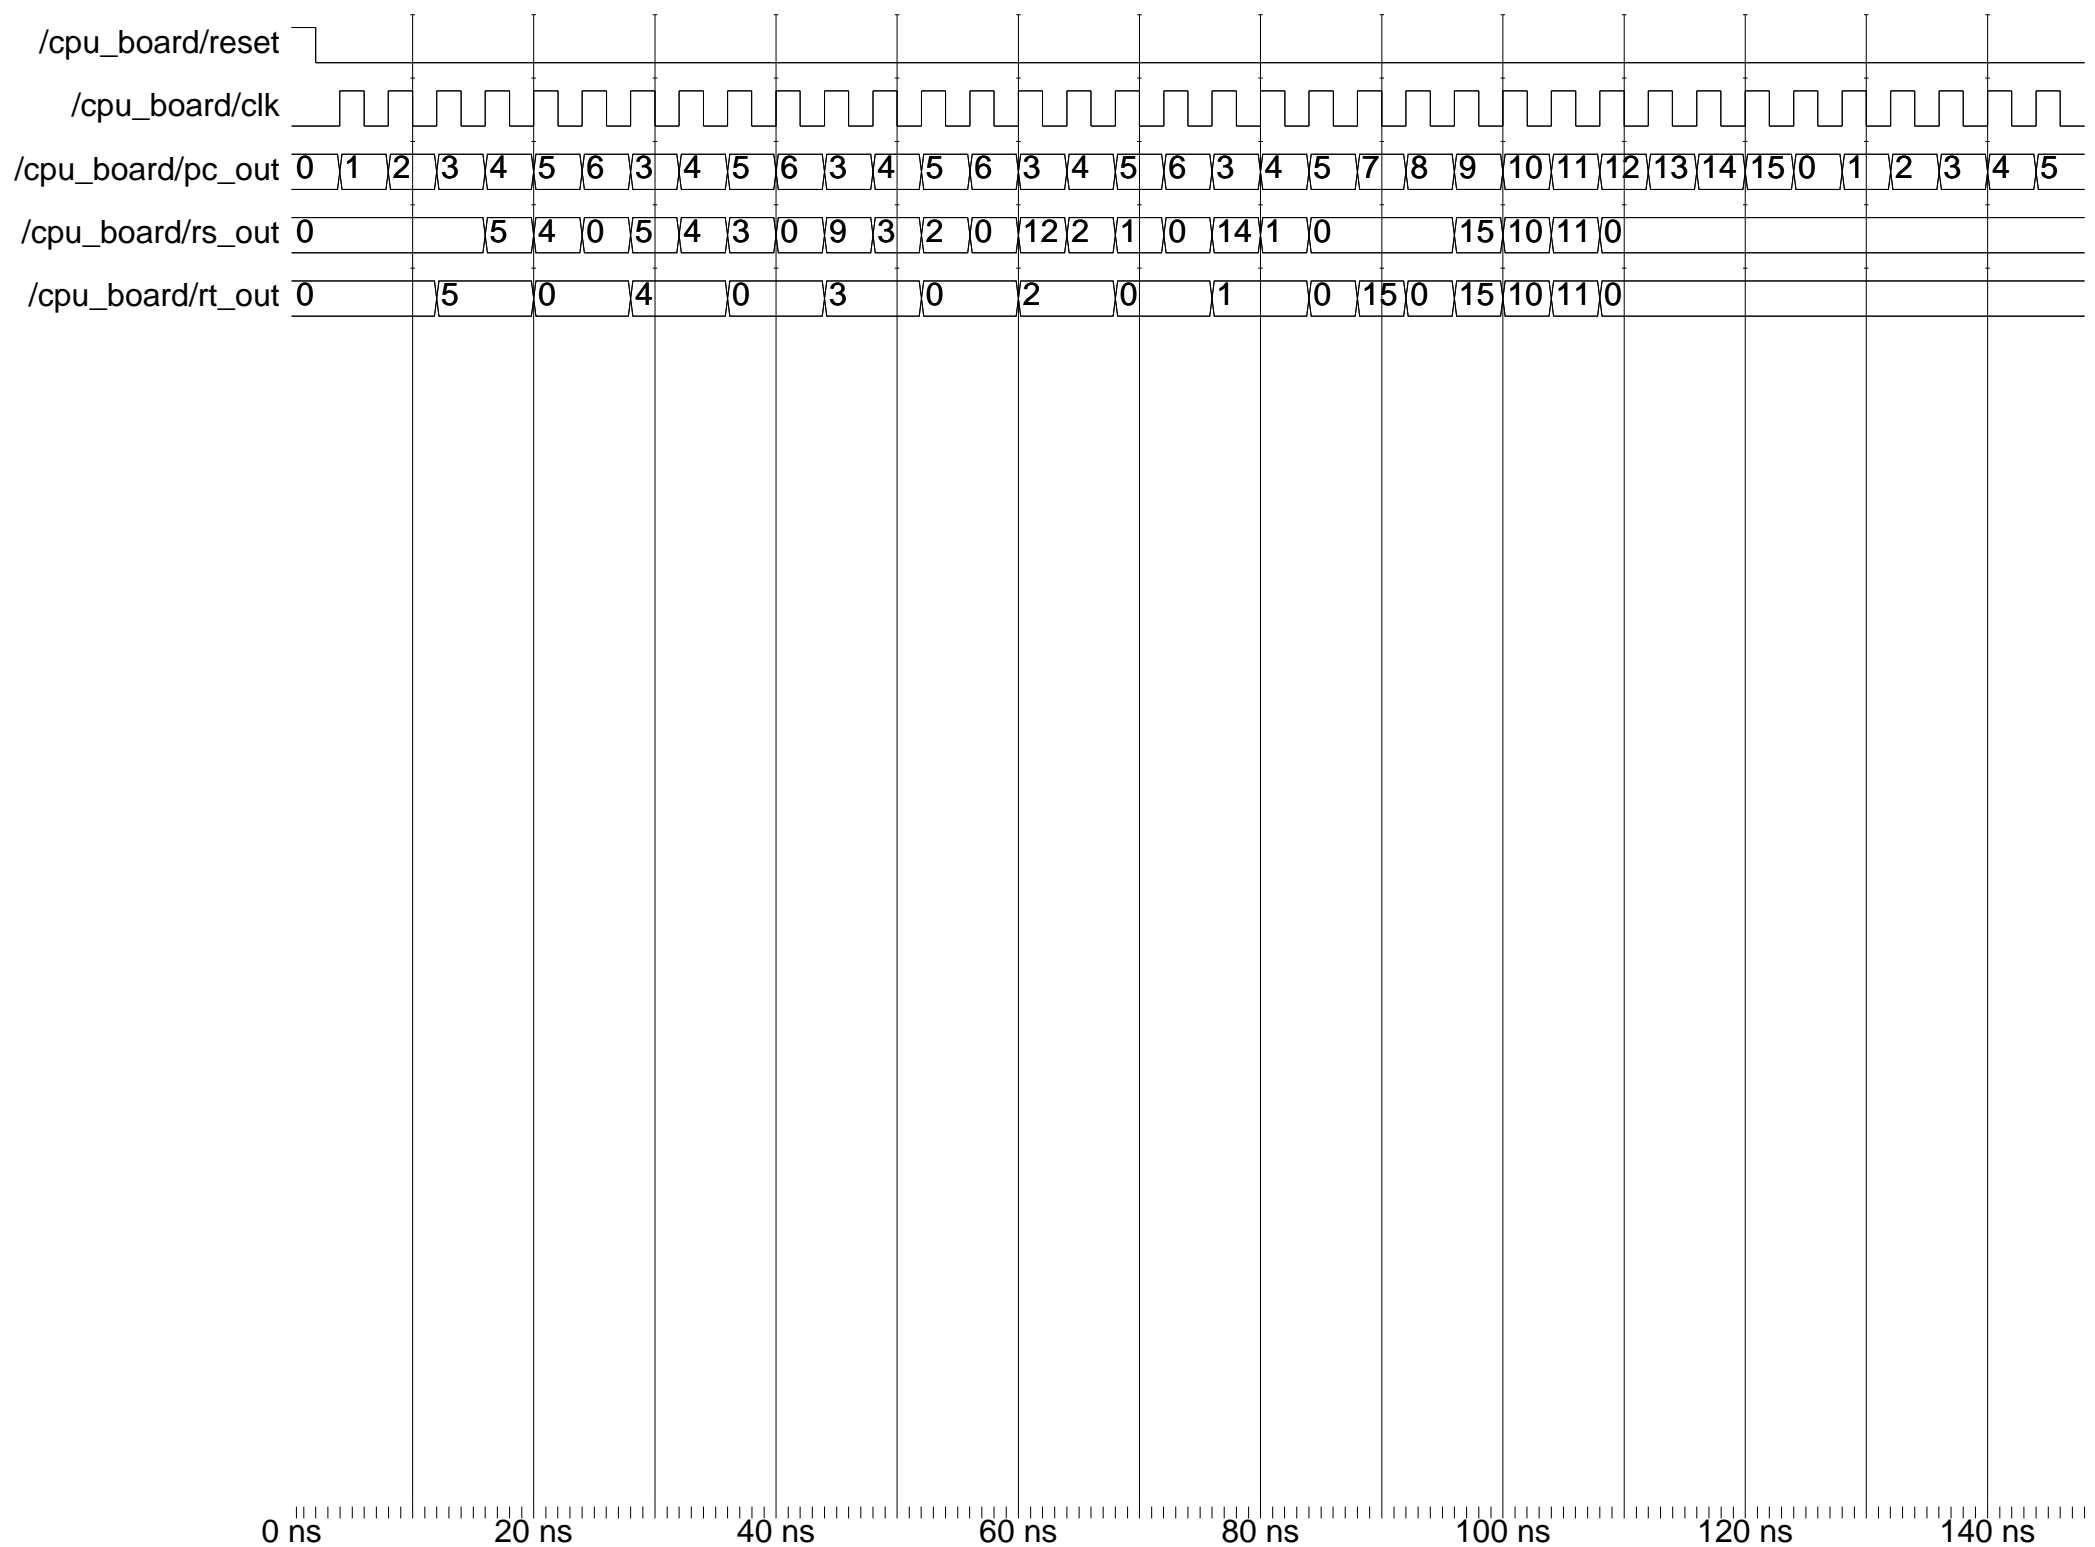 /cpu_board/reset
/cpu_board/clk
/cpu_board/pc_out 0 1 2 3 4 5 6 3 4 5 6 3 4 5 6 3 4 5 6 3 4 5 7 8 9 10 11 12 13 14 15 0 1 2 3 4 5
/cpu_board/rs_out 0 5 4 0 5 4 3 0 9 3 2 0 12 2 1 0 14 1 0 15 10 11 0
/cpu_board/rt_out 0 5 0 4 0 3 0 2 0 1 0 15 0 15 10 11 0
0 ns 20 ns 40 ns 60 ns 80 ns 100 ns 120 ns 140 ns